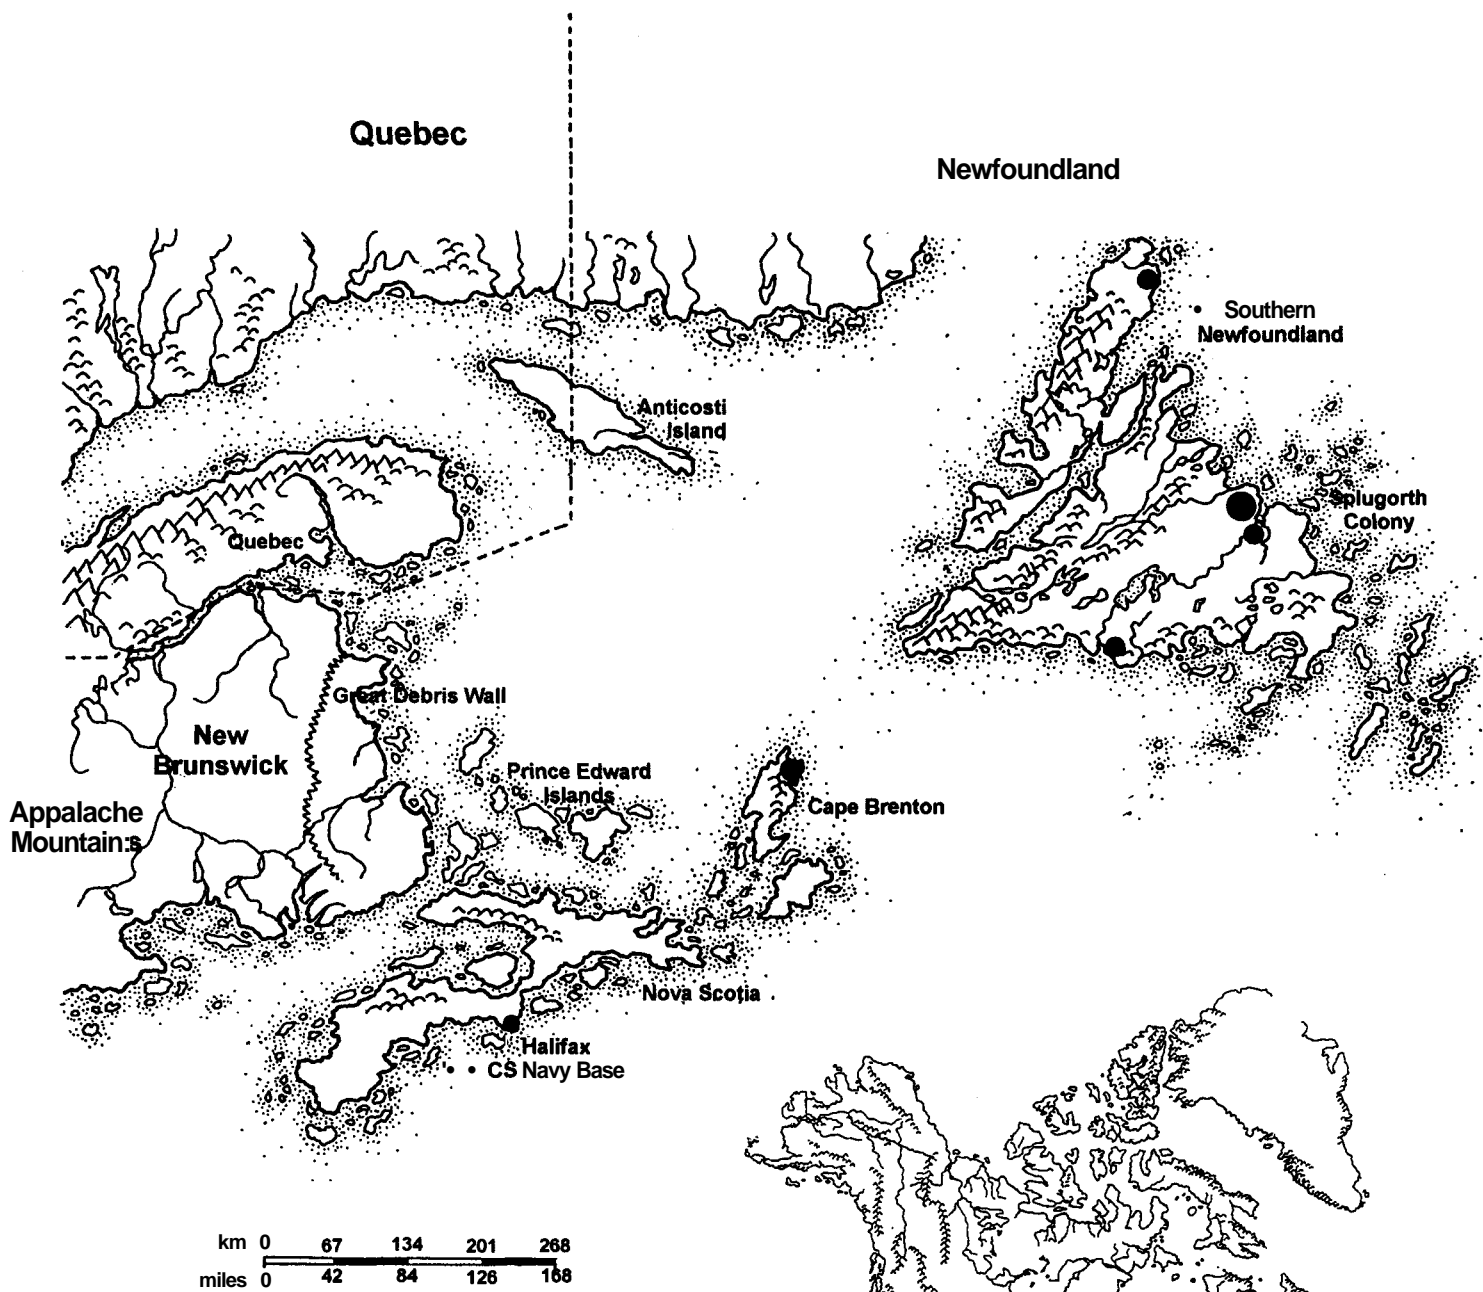 Quebec
Newfoundland
• Southern
Newfoundland
Anticosti
Island
Splugorth
Colony
Quebec
Great Debris Wall
New
Brunswick
Prince Edward
Islands
Cape Brenton
Appalache
Mountain:s
Nova Scotia
Halifax
• • CS Navy Base
km 0 67 134 201 268
miles 0 42 84 126 168